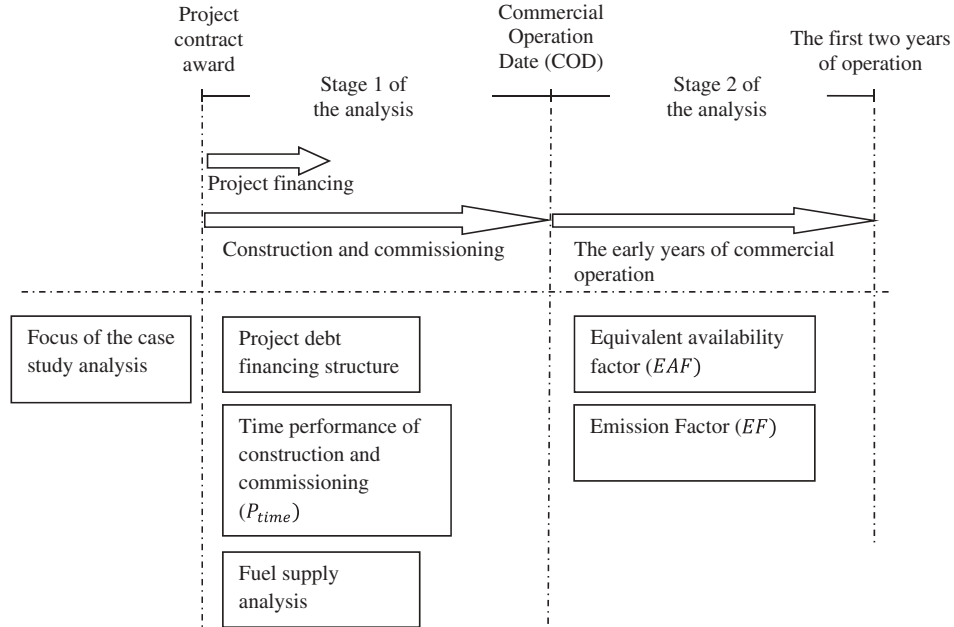 Project
contract
award
Commercial
Operation
Date (COD)
The first two years
of operation
Stage 1 of
the analysis
Stage 2 of
the analysis
Project financing
Construction and commissioning
The early years of commercial
operation
Focus of the case
study analysis
Project debt
financing structure
Time performance of
construction and
commissioning
(P_time)
Fuel supply
analysis
Equivalent availability
factor (EAF)
Emission Factor (EF)